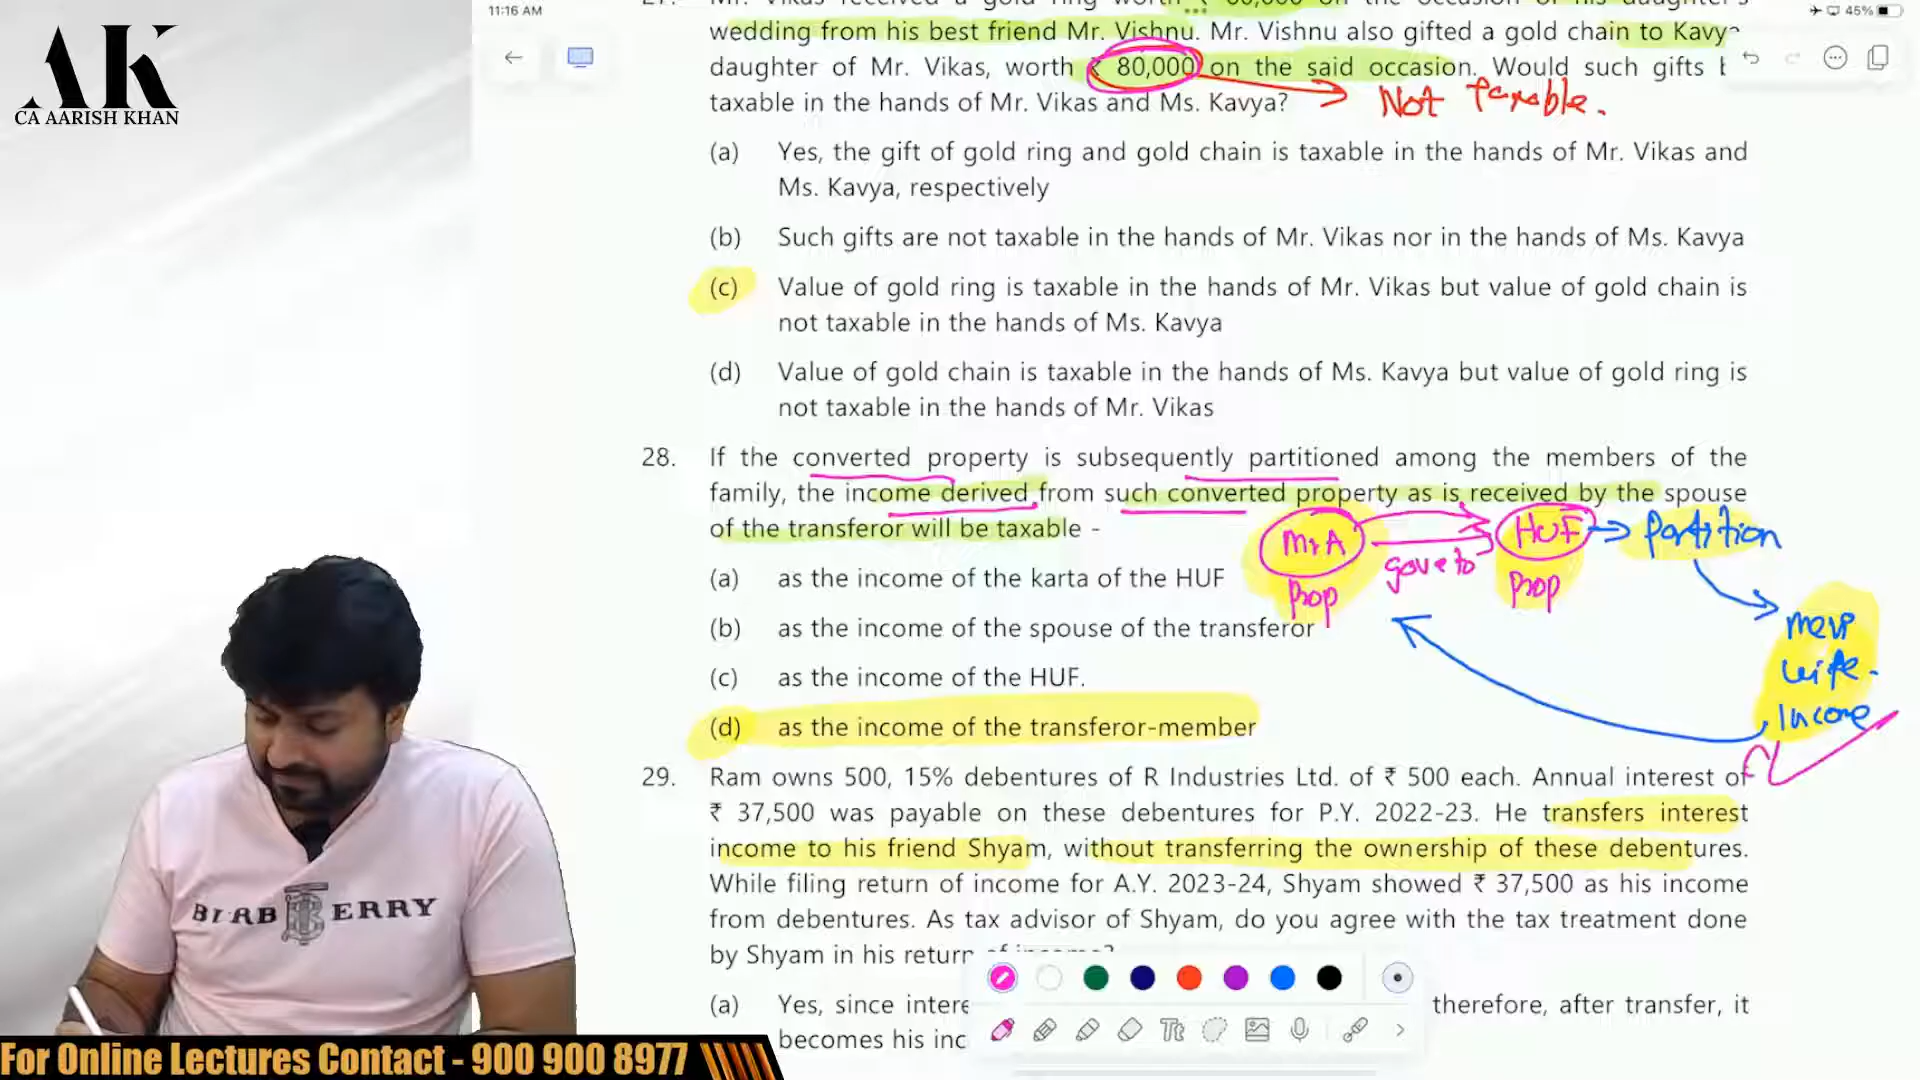 11:16 AM
45%
AK
CA AARISH KHAN
wedding from his best friend Mr. Vishnu. Mr. Vishnu also gifted a gold chain to
daughter of Mr. Vikas, worth ₹ 80,000 on the said occasion. Would such gifts
taxable in the hands of Mr. Vikas and Ms. Kavya?
Not taxable.
(a) Yes, the gift of gold ring and gold chain is taxable in the hands of Mr. Vikas and
Ms. Kavya, respectively
(b) Such gifts are not taxable in the hands of Mr. Vikas nor in the hands of Ms. Kavya
(c) Value of gold ring is taxable in the hands of Mr. Vikas but value of gold chain is
not taxable in the hands of Ms. Kavya
(d) Value of gold chain is taxable in the hands of Ms. Kavya but value of gold ring is
not taxable in the hands of Mr. Vikas
28. If the converted property is subsequently partitioned among the members of the
family, the income derived from such converted property as is received by the spouse
of the transferor will be taxable -
Mr A
gave to
HUF
partition
Prop
Prop
(a) as the income of the karta of the HUF
(b) as the income of the spouse of the transferor
(c) as the income of the HUF.
(d) as the income of the transferor-member
wife.
Income
29. Ram owns 500, 15% debentures of R Industries Ltd. of ₹ 500 each. Annual interest of
₹ 37,500 was payable on these debentures for P.Y. 2022-23. He transfers interest
income to his friend Shyam, without transferring the ownership of these debentures.
While filing return of income for A.Y. 2023-24, Shyam showed ₹ 37,500 as his income
from debentures. As tax advisor of Shyam, do you agree with the tax treatment done
by Shyam in his return
(a) Yes, since therefore, after transfer, it
becomes his
Tt
BURBERRY
For Online Lectures Contact - 900 900 8977